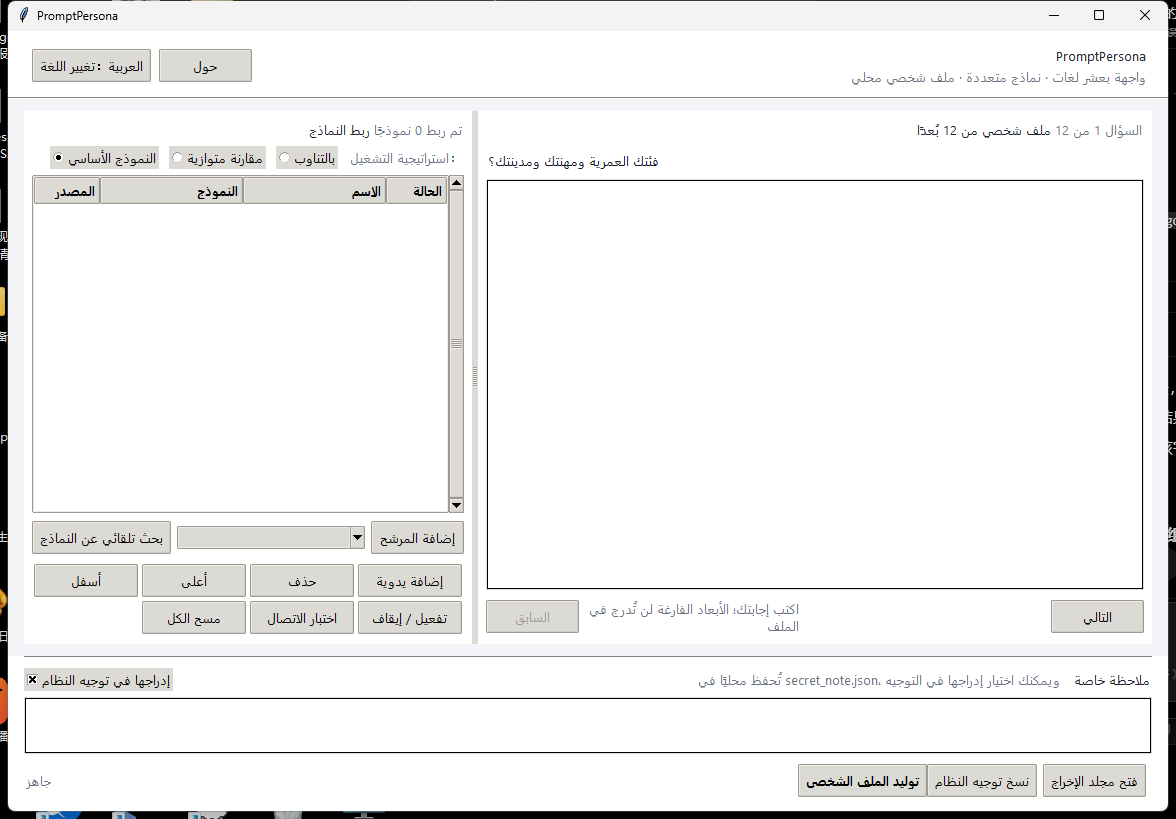 PromptPersona
PromptPersona
واجهة بعشر لغات · نماذج متعددة · ملف شخصي محلي
حول
تغيير اللغة: العربية
السؤال 1 من 12 ملف شخصي من 12 بُعدًا
فئتك العمرية ومهنتك ومدينتك؟
التالي
اكتب إجابتك؛ الأبعاد الفارغة لن تُدرج في
الملف
السابق
تم ربط 0 نموذجًا ربط النماذج
استراتيجية التشغيل:
بالتناوب
مقارنة متوازية
النموذج الأساسي
الحالة
الاسم
النموذج
المصدر
إضافة المرشح
بحث تلقائي عن النماذج
إضافة يدوية
حذف
أعلى
أسفل
تفعيل / إيقاف
اختبار الاتصال
مسح الكل
ملاحظة خاصة
تُحفظ محليًا في secret_note.json، ويمكنك اختيار إدراجها في التوجيه
إدراجها في توجيه النظام
فتح مجلد الإخراج
نسخ توجيه النظام
توليد الملف الشخصي
جاهز